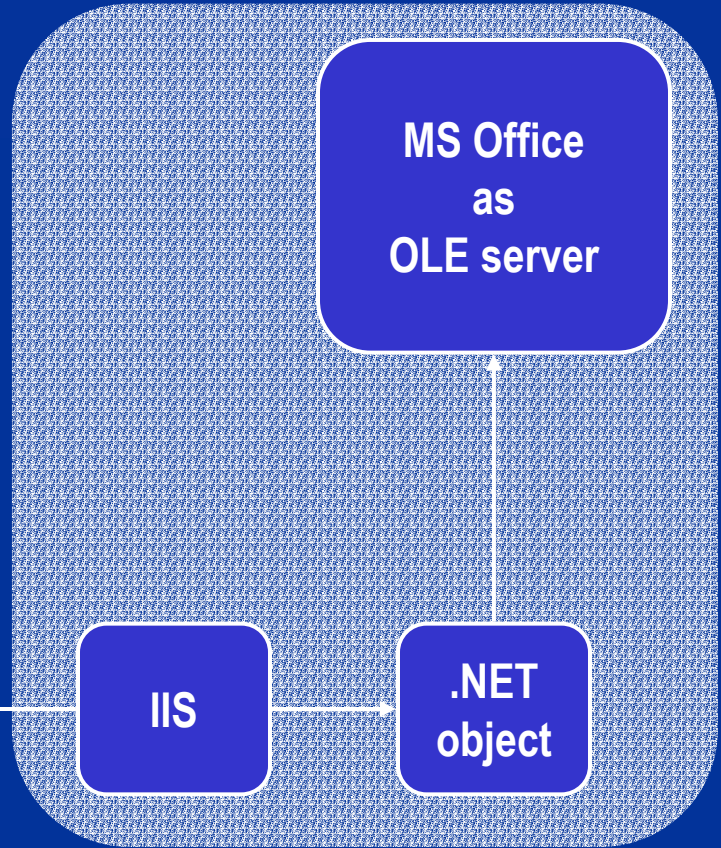 MS Office
as
OLE server
IIS
.NET
object